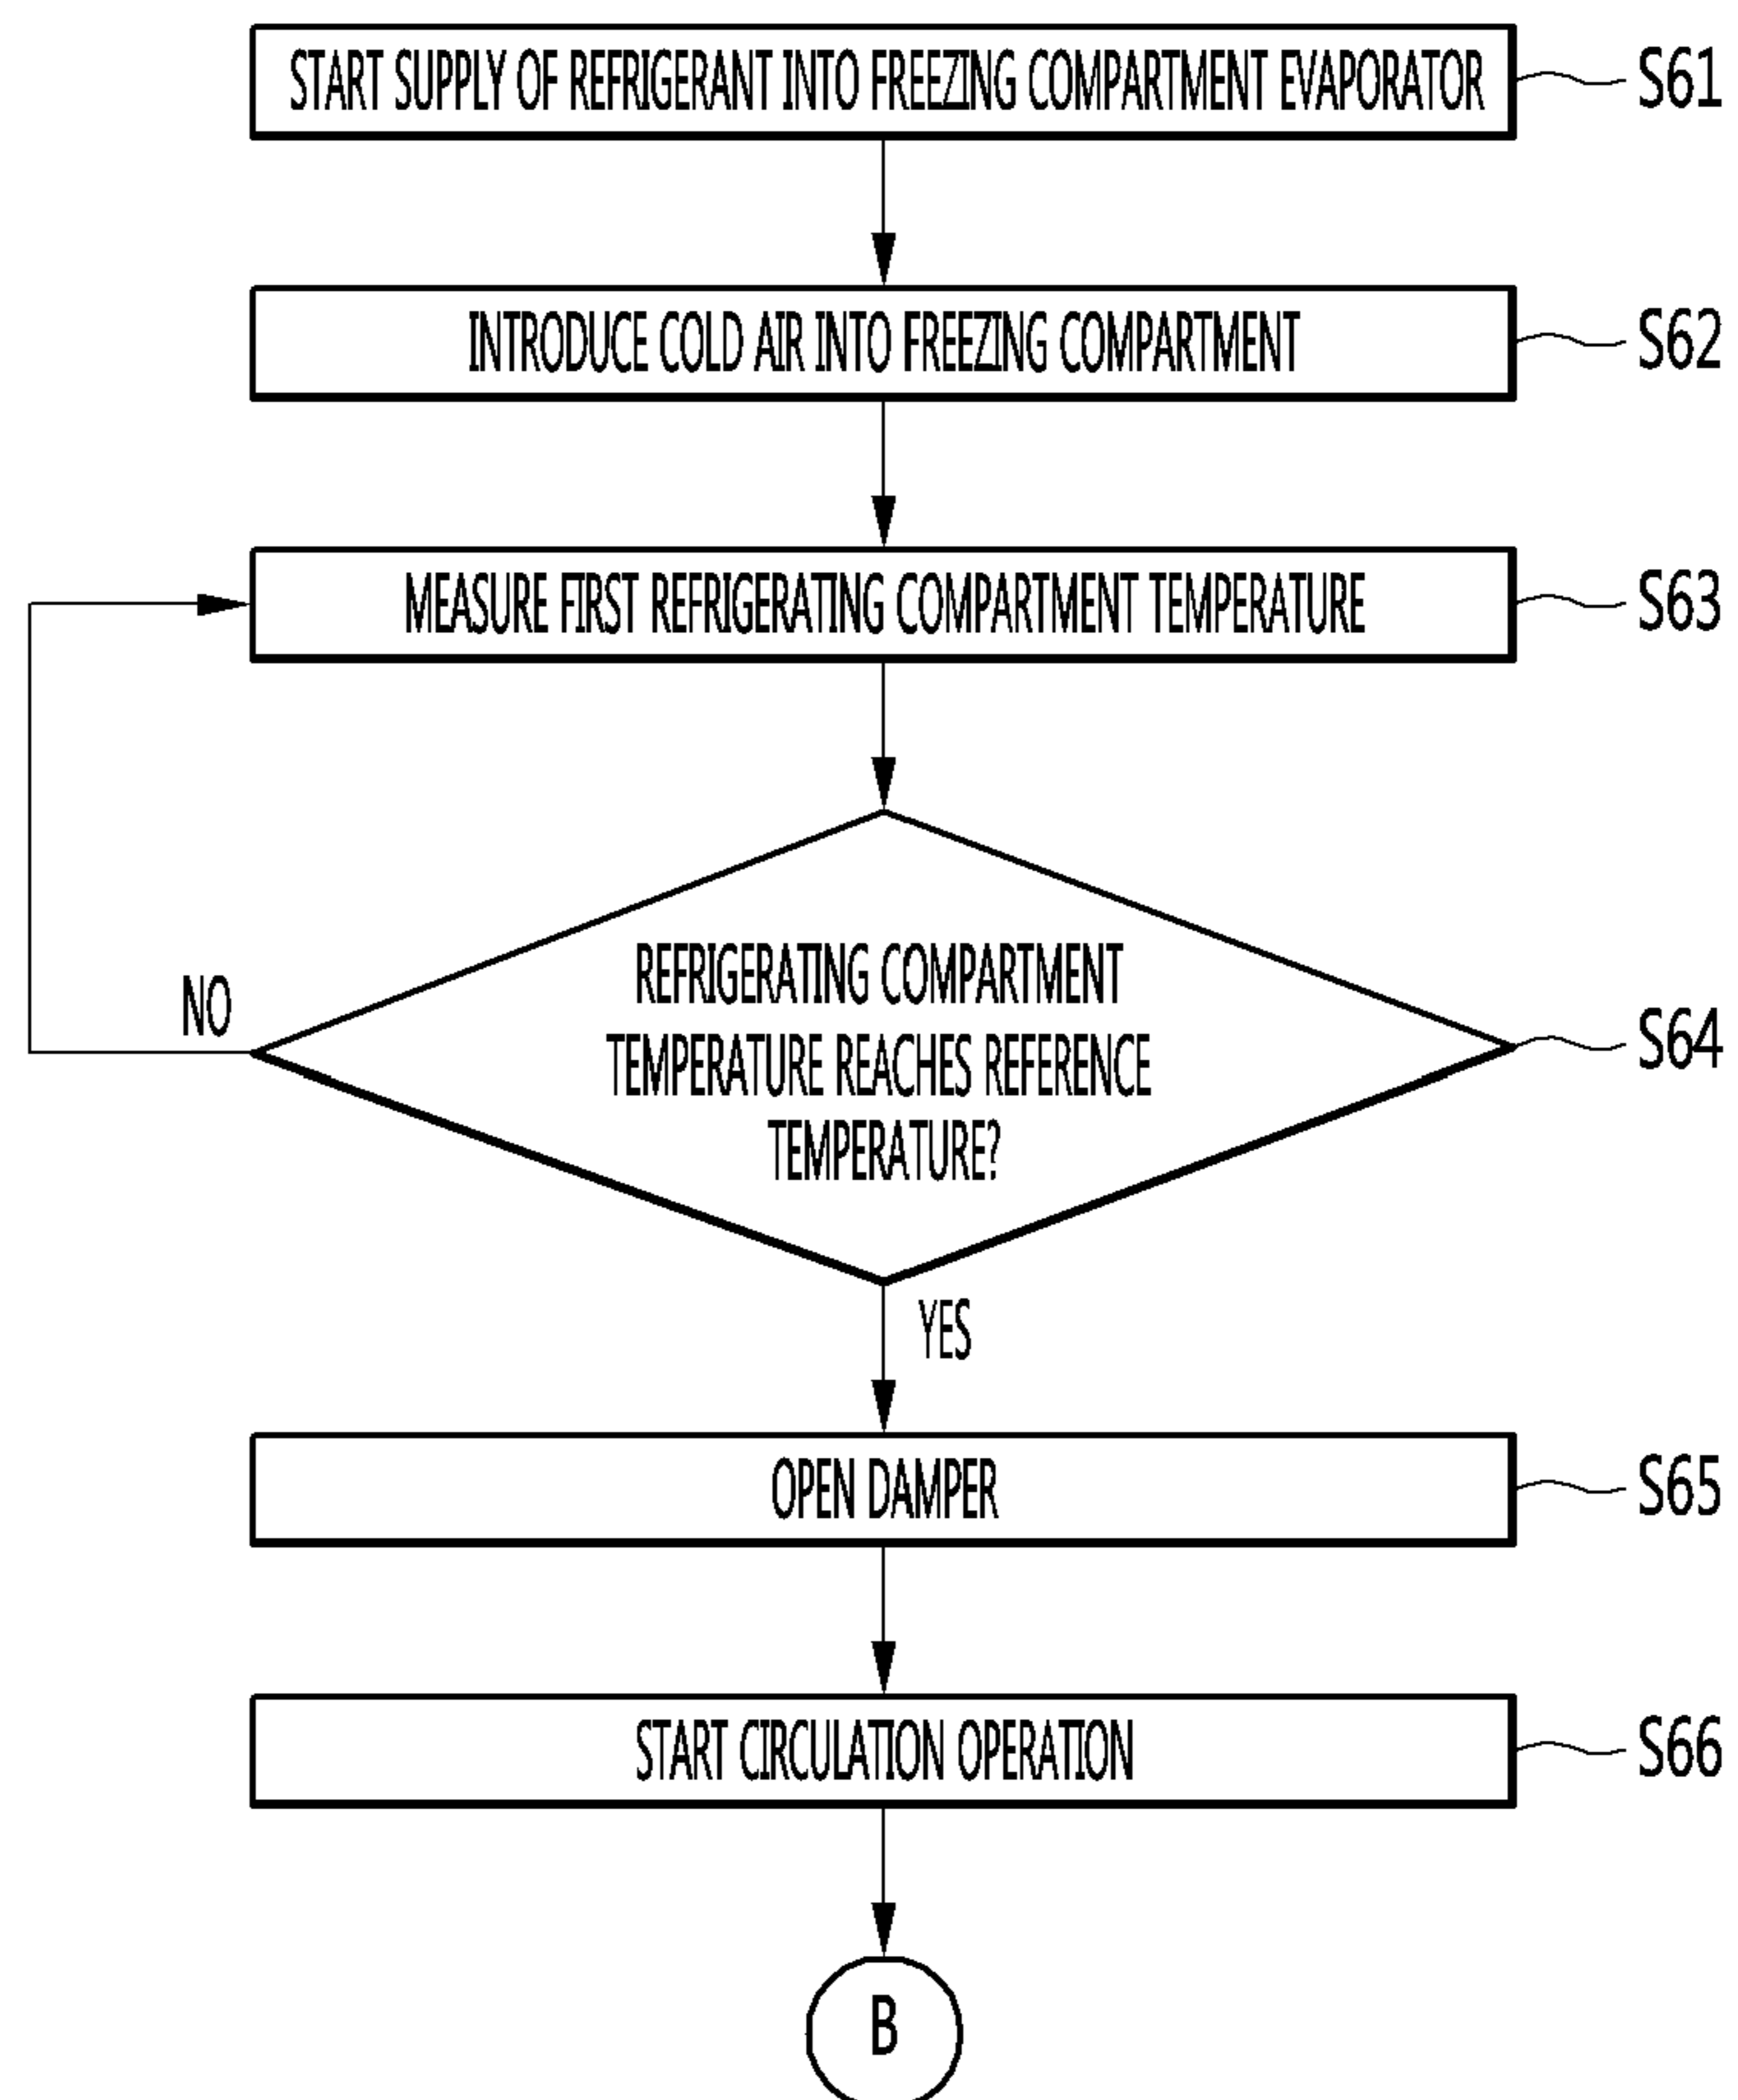 START SUPPLY OF REFRIGERANT INTO FREEZING COMPARTMENT EVAPORATOR
S61
INTRODUCE COLD AIR INTO FREEZING COMPARTMENT
S62
MEASURE FIRST REFRIGERATING COMPARTMENT TEMPERATURE
S63
REFRIGERATING COMPARTMENT
TEMPERATURE REACHES REFERENCE
TEMPERATURE?
NO
S64
YES
OPEN DAMPER
S65
START CIRCULATION OPERATION
S66
B